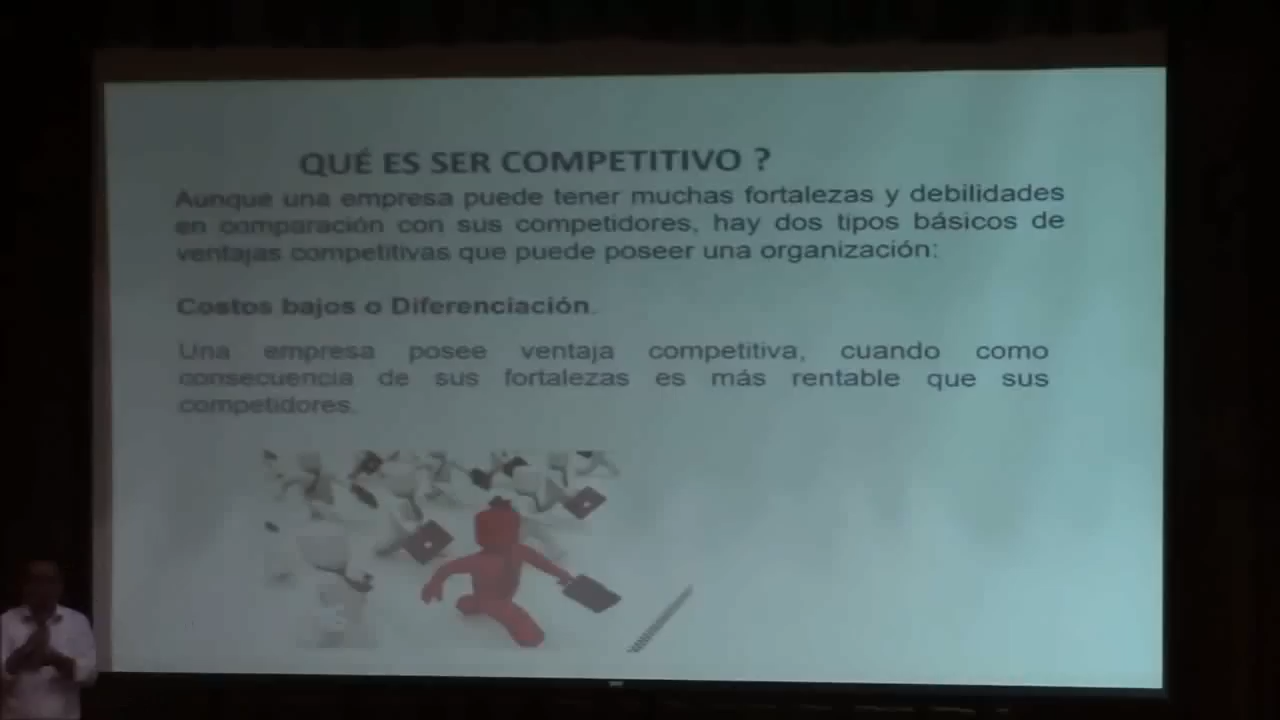 QUÉ ES SER COMPETITIVO ?
Aunque una empresa puede tener muchas fortalezas y debilidades
en comparación con sus competidores, hay dos tipos básicos de
ventajas competitivas que puede poseer una organización:
Costos bajos o Diferenciación.
Una empresa posee ventaja competitiva, cuando como
consecuencia de sus fortalezas es más rentable que sus
competidores.